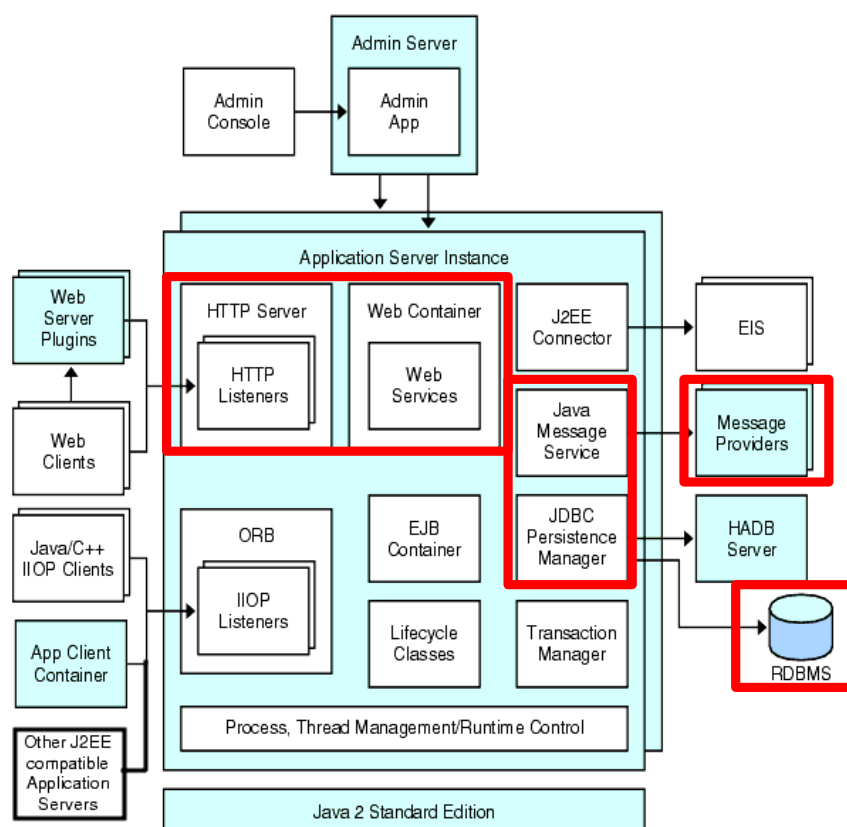 Admin Server
Admin
Console
Admin
App
Application Server Instance
Web
Server
Plugins
HTTP Server
HTTP
Listeners
Web Container
Web
Services
J2EE
Connector
EIS
Web
Clients
Java
Message
Service
Message
Providers
Java/C++
IIOP Clients
ORB
IIOP
Listeners
EJB
Container
JDBC
Persistence
Manager
HADB
Server
App Client
Container
Lifecycle
Classes
Transaction
Manager
RDBMS
Other J2EE
compatible
Application
Servers
Process, Thread Management/Runtime Control
Java 2 Standard Edition